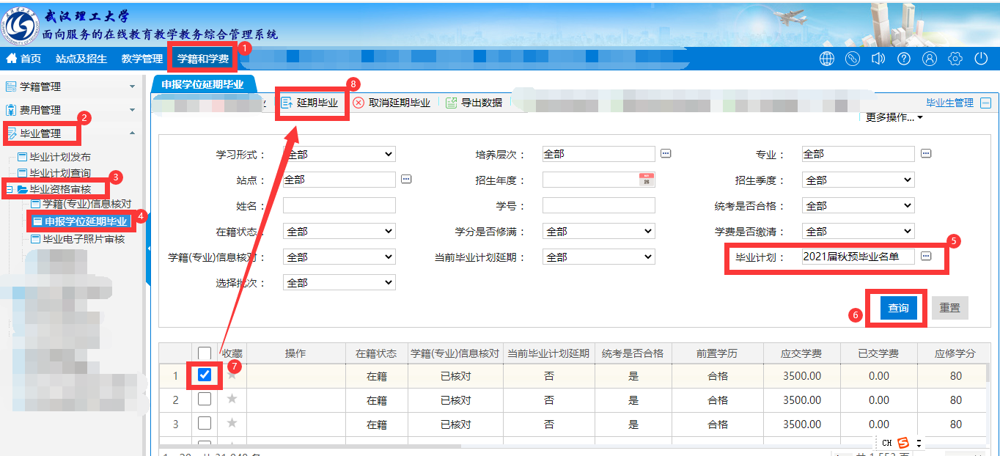 武汉理工大学
面向服务的在线教育教学教务综合管理系统
首页 站点及招生 教学管理 学籍和学费 1
学籍管理
费用管理
2
毕业管理
毕业计划发布
毕业计划查询
3
毕业资格审核
学籍(专业)信息核对
申报学位延期毕业 4
毕业电子照片审核
申报学位延期毕业
8
延期毕业 取消延期毕业 导出数据 毕业生管理
更多操作...
学习形式： 全部 培养层次： 全部 专业： 全部
站点： 全部 招生年度： 招生季度： 全部
姓名： 学号： 统考是否合格： 全部
在籍状态： 全部 学分是否修满： 全部 学费是否缴清： 全部
5
学籍(专业)信息核对： 全部 当前毕业计划延期： 全部 毕业计划： 2021届秋预毕业名单
选择批次： 全部
6 查询 重置
收藏 操作 在籍状态 学籍(专业)信息核对 当前毕业计划延期 统考是否合格 前置学历 应交学费 已交学费 应修学分
7
1 在籍 已核对 否 是 合格 3500.00 0.00 80
2 在籍 已核对 否 是 合格 3500.00 0.00 80
3 在籍 已核对 否 是 合格 3500.00 0.00 80
CH